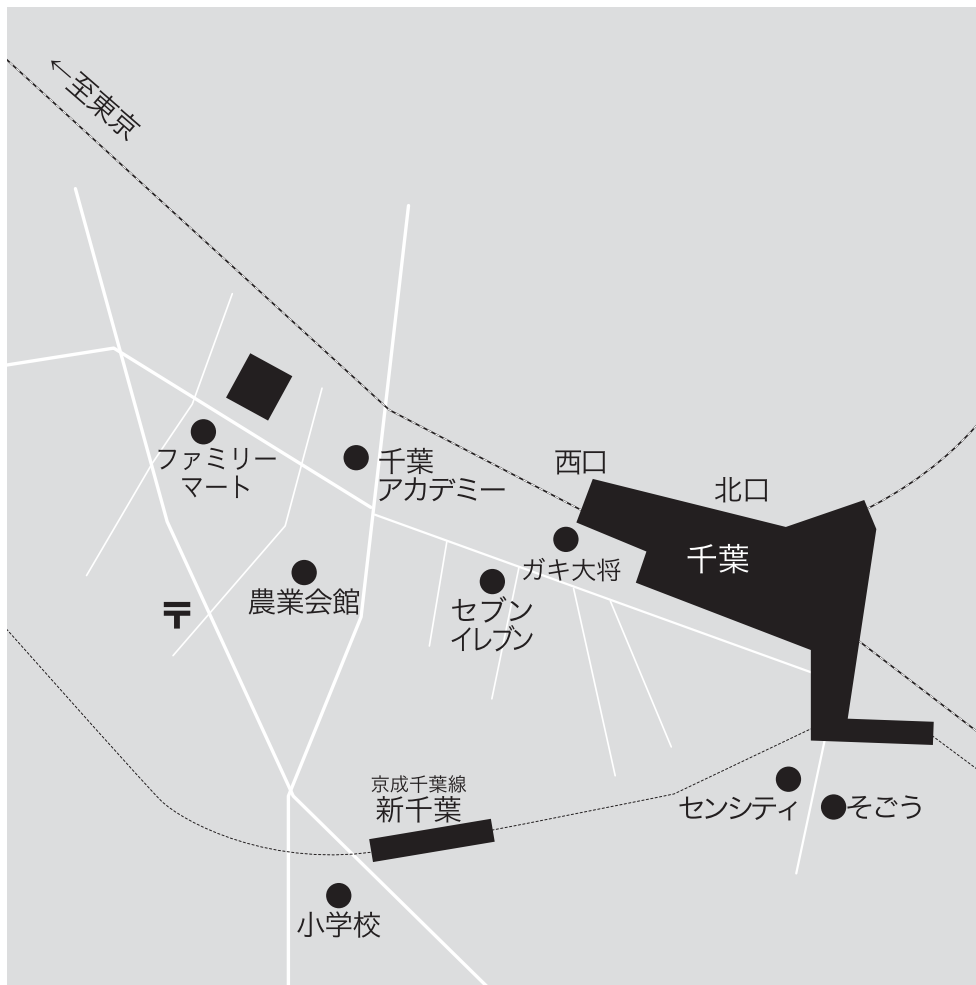 ←至東京
西口
北口
千葉
ファミリー
マート
千葉
アカデミー
ガキ大将
農業会館
セブン
イレブン
〒
京成千葉線
新千葉
センシティ
そごう
小学校